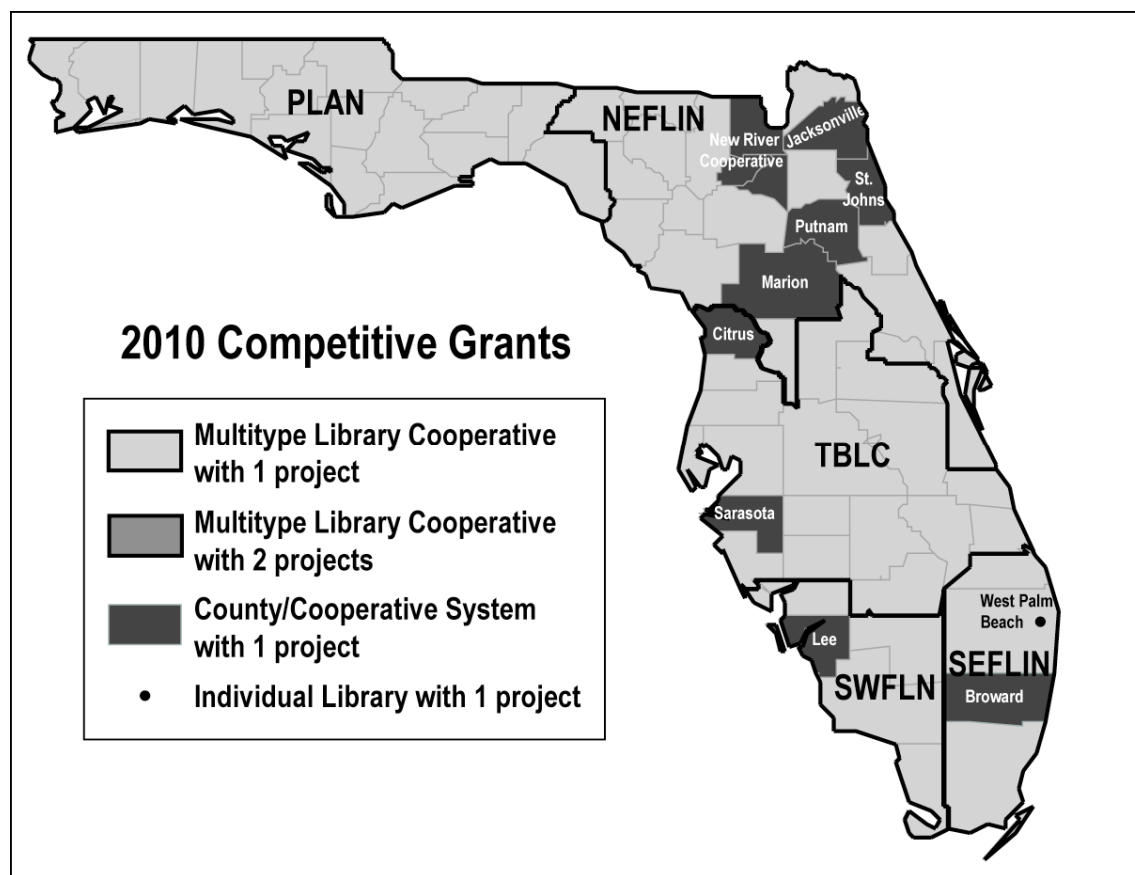 PLAN
NEFLIN
New River
Cooperative
Jacksonville
St.
Johns
Putnam
Marion
Citrus
2010 Competitive Grants
Multitype Library Cooperative
with 1 project
Multitype Library Cooperative
with 2 projects
County/Cooperative System
with 1 project
Individual Library with 1 project
TBLC
Sarasota
West Palm
Beach
Lee
SEFLIN
SWFLN
Broward